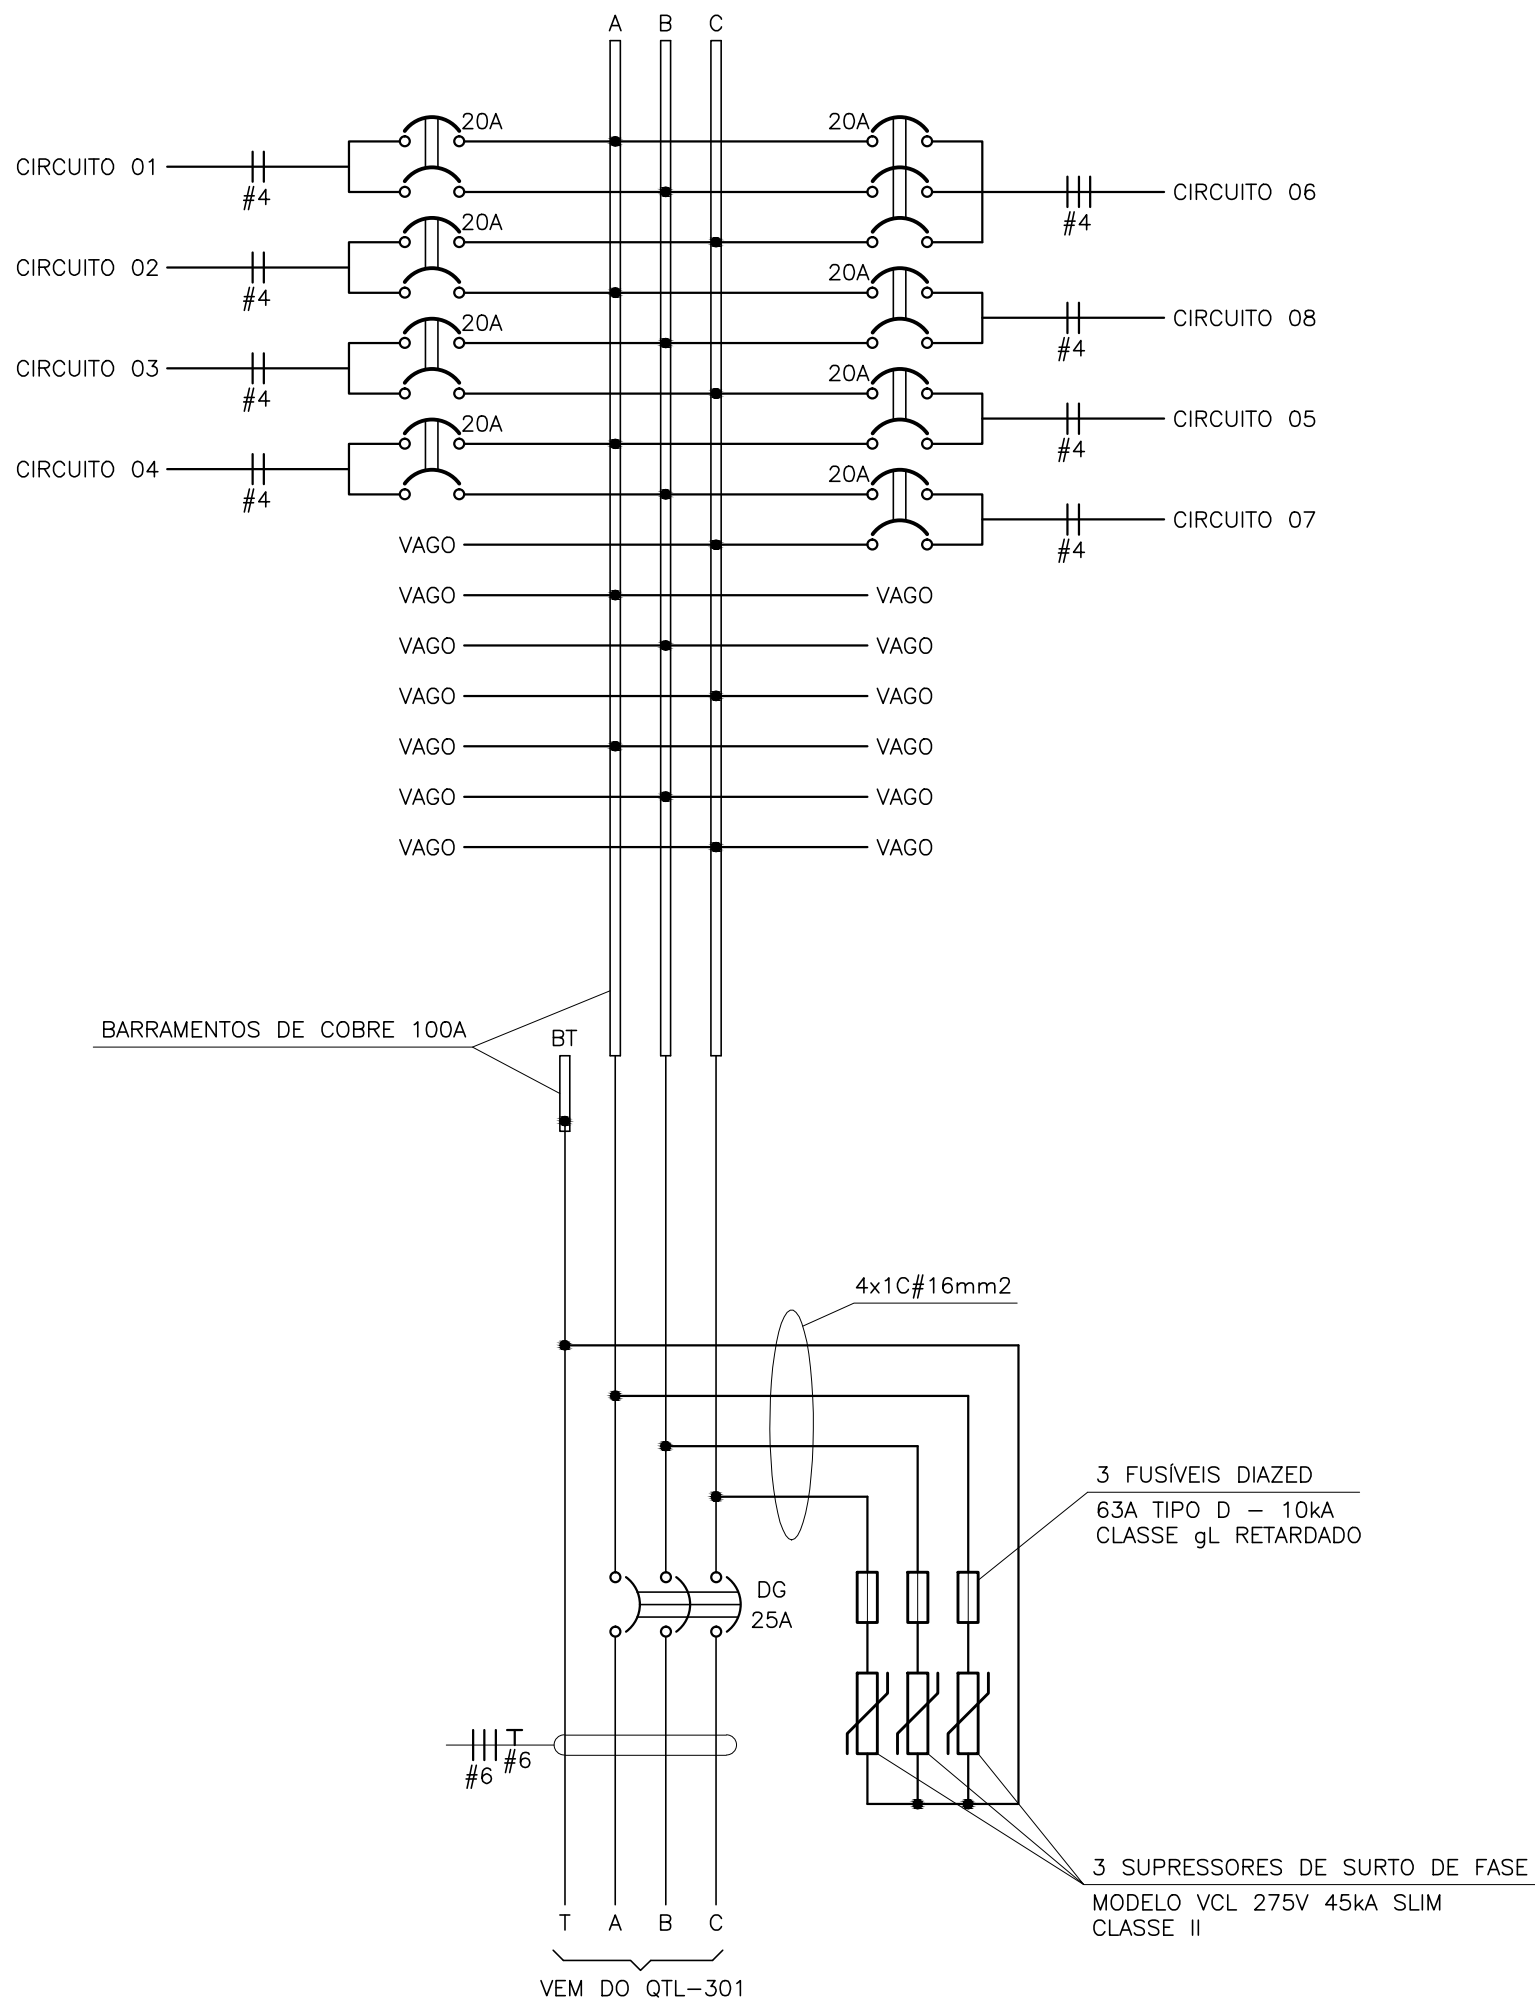 A B C
20A 20A
CIRCUITO 01
#4
CIRCUITO 06
#4
20A
CIRCUITO 02
#4
20A
CIRCUITO 08
#4
20A
CIRCUITO 03
#4
20A
CIRCUITO 05
#4
20A
CIRCUITO 04
#4
20A
CIRCUITO 07
#4
VAGO
VAGO VAGO
VAGO VAGO
VAGO VAGO
VAGO VAGO
VAGO VAGO
VAGO VAGO
BARRAMENTOS DE COBRE 100A
BT
4x1C#16mm2
3 FUSÍVEIS DIAZED
63A TIPO D – 10kA
CLASSE gL RETARDADO
DG
25A
T
#6
#6
3 SUPRESSORES DE SURTO DE FASE
MODELO VCL 275V 45kA SLIM
CLASSE II
T A B C
VEM DO QTL–301